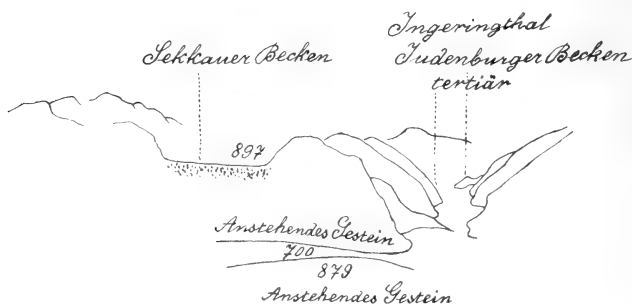 Sekkauer Becken
Ingeringthal
Judenburger Becken
tertiär
897
Anstehendes Gestein
700
879
Anstehendes Gestein